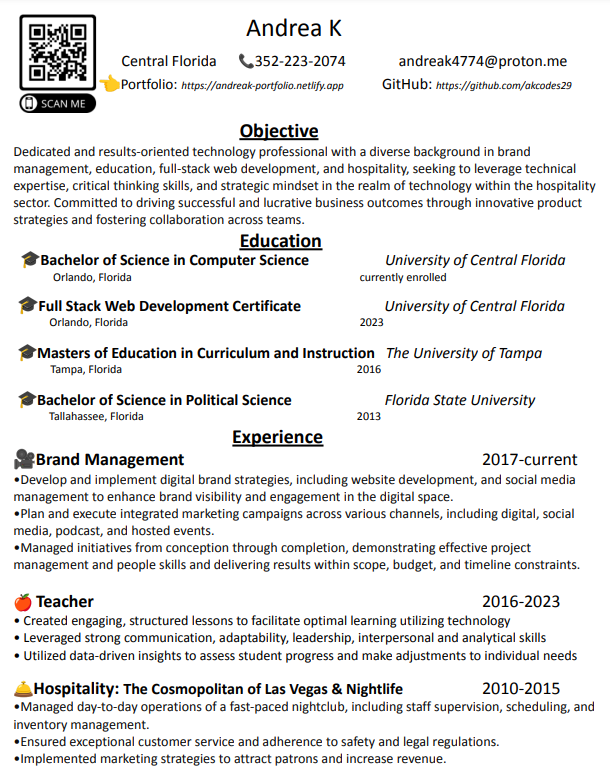 Andrea K
Central Florida 📞352-223-2074 andreak4774@proton.me
👉Portfolio: https://andreak-portfolio.netlify.app GitHub: https://github.com/akcodes29
SCAN ME
Objective
Dedicated and results-oriented technology professional with a diverse background in brand
management, education, full-stack web development, and hospitality, seeking to leverage technical
expertise, critical thinking skills, and strategic mindset in the realm of technology within the hospitality
sector. Committed to driving successful and lucrative business outcomes through innovative product
strategies and fostering collaboration across teams.
Education
🎓Bachelor of Science in Computer Science University of Central Florida
Orlando, Florida currently enrolled
🎓Full Stack Web Development Certificate University of Central Florida
Orlando, Florida 2023
🎓Masters of Education in Curriculum and Instruction The University of Tampa
Tampa, Florida 2016
🎓Bachelor of Science in Political Science Florida State University
Tallahassee, Florida 2013
Experience
🎥Brand Management 2017-current
•Develop and implement digital brand strategies, including website development, and social media
management to enhance brand visibility and engagement in the digital space.
•Plan and execute integrated marketing campaigns across various channels, including digital, social
media, podcast, and hosted events.
•Managed initiatives from conception through completion, demonstrating effective project
management and people skills and delivering results within scope, budget, and timeline constraints.
🍎 Teacher 2016-2023
• Created engaging, structured lessons to facilitate optimal learning utilizing technology
• Leveraged strong communication, adaptability, leadership, interpersonal and analytical skills
• Utilized data-driven insights to assess student progress and make adjustments to individual needs
🛎️Hospitality: The Cosmopolitan of Las Vegas & Nightlife 2010-2015
•Managed day-to-day operations of a fast-paced nightclub, including staff supervision, scheduling, and
inventory management.
•Ensured exceptional customer service and adherence to safety and legal regulations.
•Implemented marketing strategies to attract patrons and increase revenue.